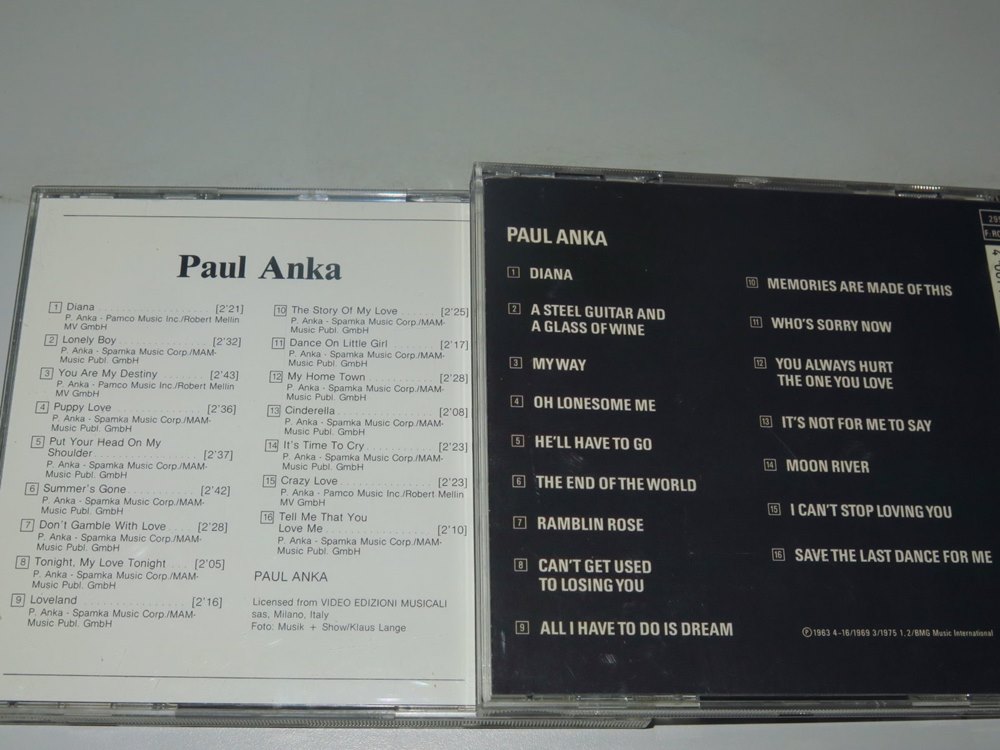 Paul Anka
1 Diana .............. [2'21]
P. Anka - Pamco Music Inc./Robert Mellin
MV GmbH
2 Lonely Boy .............. [2'32]
P. Anka - Spamka Music Corp./MAM-
Music Publ. GmbH
3 You Are My Destiny ......... [2'43]
P. Anka - Pamco Music Inc./Robert Mellin
MV GmbH
4 Puppy Love .............. [2'36]
P. Anka - Spamka Music Corp./MAM-
Music Publ. GmbH
5 Put Your Head On My
Shoulder .............. [2'37]
P. Anka - Spamka Music Corp./MAM-
Music Publ. GmbH
6 Summer's Gone ........... [2'42]
P. Anka - Spamka Music Corp./MAM-
Music Publ. GmbH
7 Don't Gamble With Love ..... [2'28]
P. Anka - Spamka Music Corp./MAM-
Music Publ. GmbH
8 Tonight, My Love Tonight ... [2'05]
P. Anka - Spamka Music Corp./MAM-
Music Publ. GmbH
9 Loveland ................ [2'16]
P. Anka - Spamka Music Corp./MAM-
Music Publ. GmbH
10 The Story Of My Love ....... [2'25]
P. Anka - Spamka Music Corp./MAM-
Music Publ. GmbH
11 Dance On Little Girl ........ [2'17]
P. Anka - Spamka Music Corp./MAM-
Music Publ. GmbH
12 My Home Town ........... [2'28]
P. Anka - Spamka Music Corp./MAM-
Music Publ. GmbH
13 Cinderella .............. [2'08]
P. Anka - Spamka Music Corp./MAM-
Music Publ. GmbH
14 It's Time To Cry .......... [2'23]
P. Anka - Spamka Music Corp./MAM-
Music Publ. GmbH
15 Crazy Love .............. [2'23]
P. Anka - Pamco Music Inc./Robert Mellin
MV GmbH
16 Tell Me That You
Love Me ................ [2'10]
P. Anka - Spamka Music Corp./MAM-
Music Publ. GmbH
PAUL ANKA
Licensed from VIDEO EDIZIONI MUSICALI
sas, Milano, Italy
Foto: Musik + Show/Klaus Lange
PAUL ANKA
1 DIANA
2 A STEEL GUITAR AND
A GLASS OF WINE
3 MY WAY
4 OH LONESOME ME
5 HE'LL HAVE TO GO
6 THE END OF THE WORLD
7 RAMBLIN ROSE
8 CAN'T GET USED
TO LOSING YOU
9 ALL I HAVE TO DO IS DREAM
10 MEMORIES ARE MADE OF THIS
11 WHO'S SORRY NOW
12 YOU ALWAYS HURT
THE ONE YOU LOVE
13 IT'S NOT FOR ME TO SAY
14 MOON RIVER
15 I CAN'T STOP LOVING YOU
16 SAVE THE LAST DANCE FOR ME
Ⓟ 1963 4-16/1969 3/1975 1,2/BMG Music International